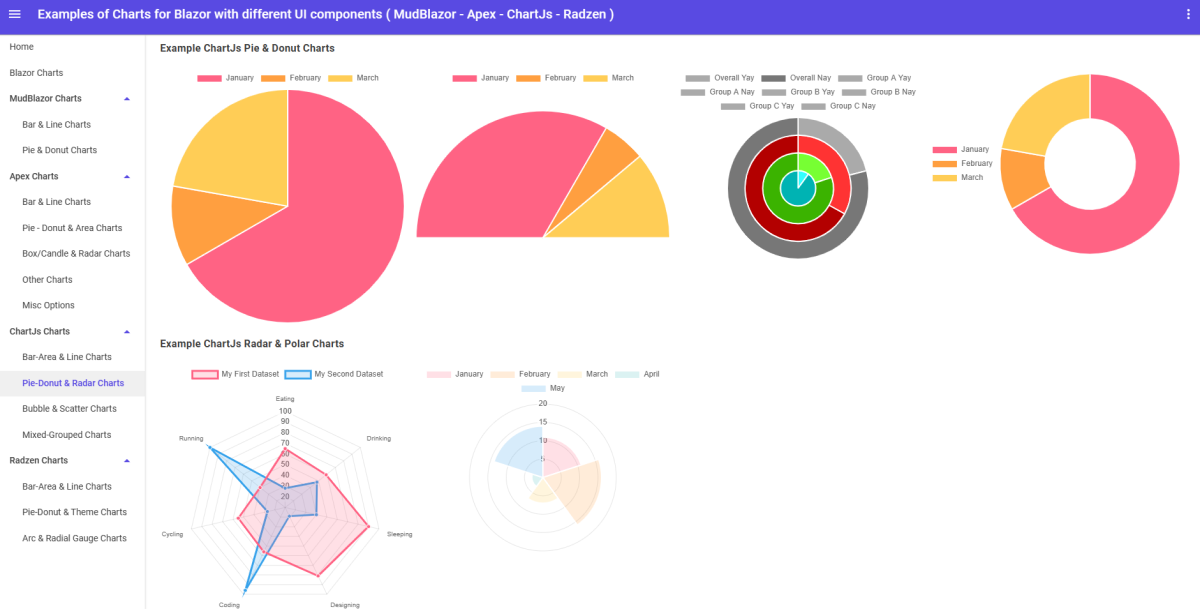 Examples of Charts for Blazor with different UI components ( MudBlazor - Apex - ChartJs - Radzen )
Home
Blazor Charts
MudBlazor Charts
Bar & Line Charts
Pie & Donut Charts
Apex Charts
Bar & Line Charts
Pie - Donut & Area Charts
Box/Candle & Radar Charts
Other Charts
Misc Options
ChartJs Charts
Bar-Area & Line Charts
Pie-Donut & Radar Charts
Bubble & Scatter Charts
Mixed-Grouped Charts
Radzen Charts
Bar-Area & Line Charts
Pie-Donut & Theme Charts
Arc & Radial Gauge Charts
Example ChartJs Pie & Donut Charts
January February March
January February March
Overall Yay Overall Nay Group A Yay
Group A Nay Group B Yay Group B Nay
Group C Yay Group C Nay
January
February
March
Example ChartJs Radar & Polar Charts
My First Dataset My Second Dataset
Eating
100
90
80
70
60
50
40
30
20
Drinking
Sleeping
Designing
Coding
Cycling
Running
January February March April
May
20
15
10
5